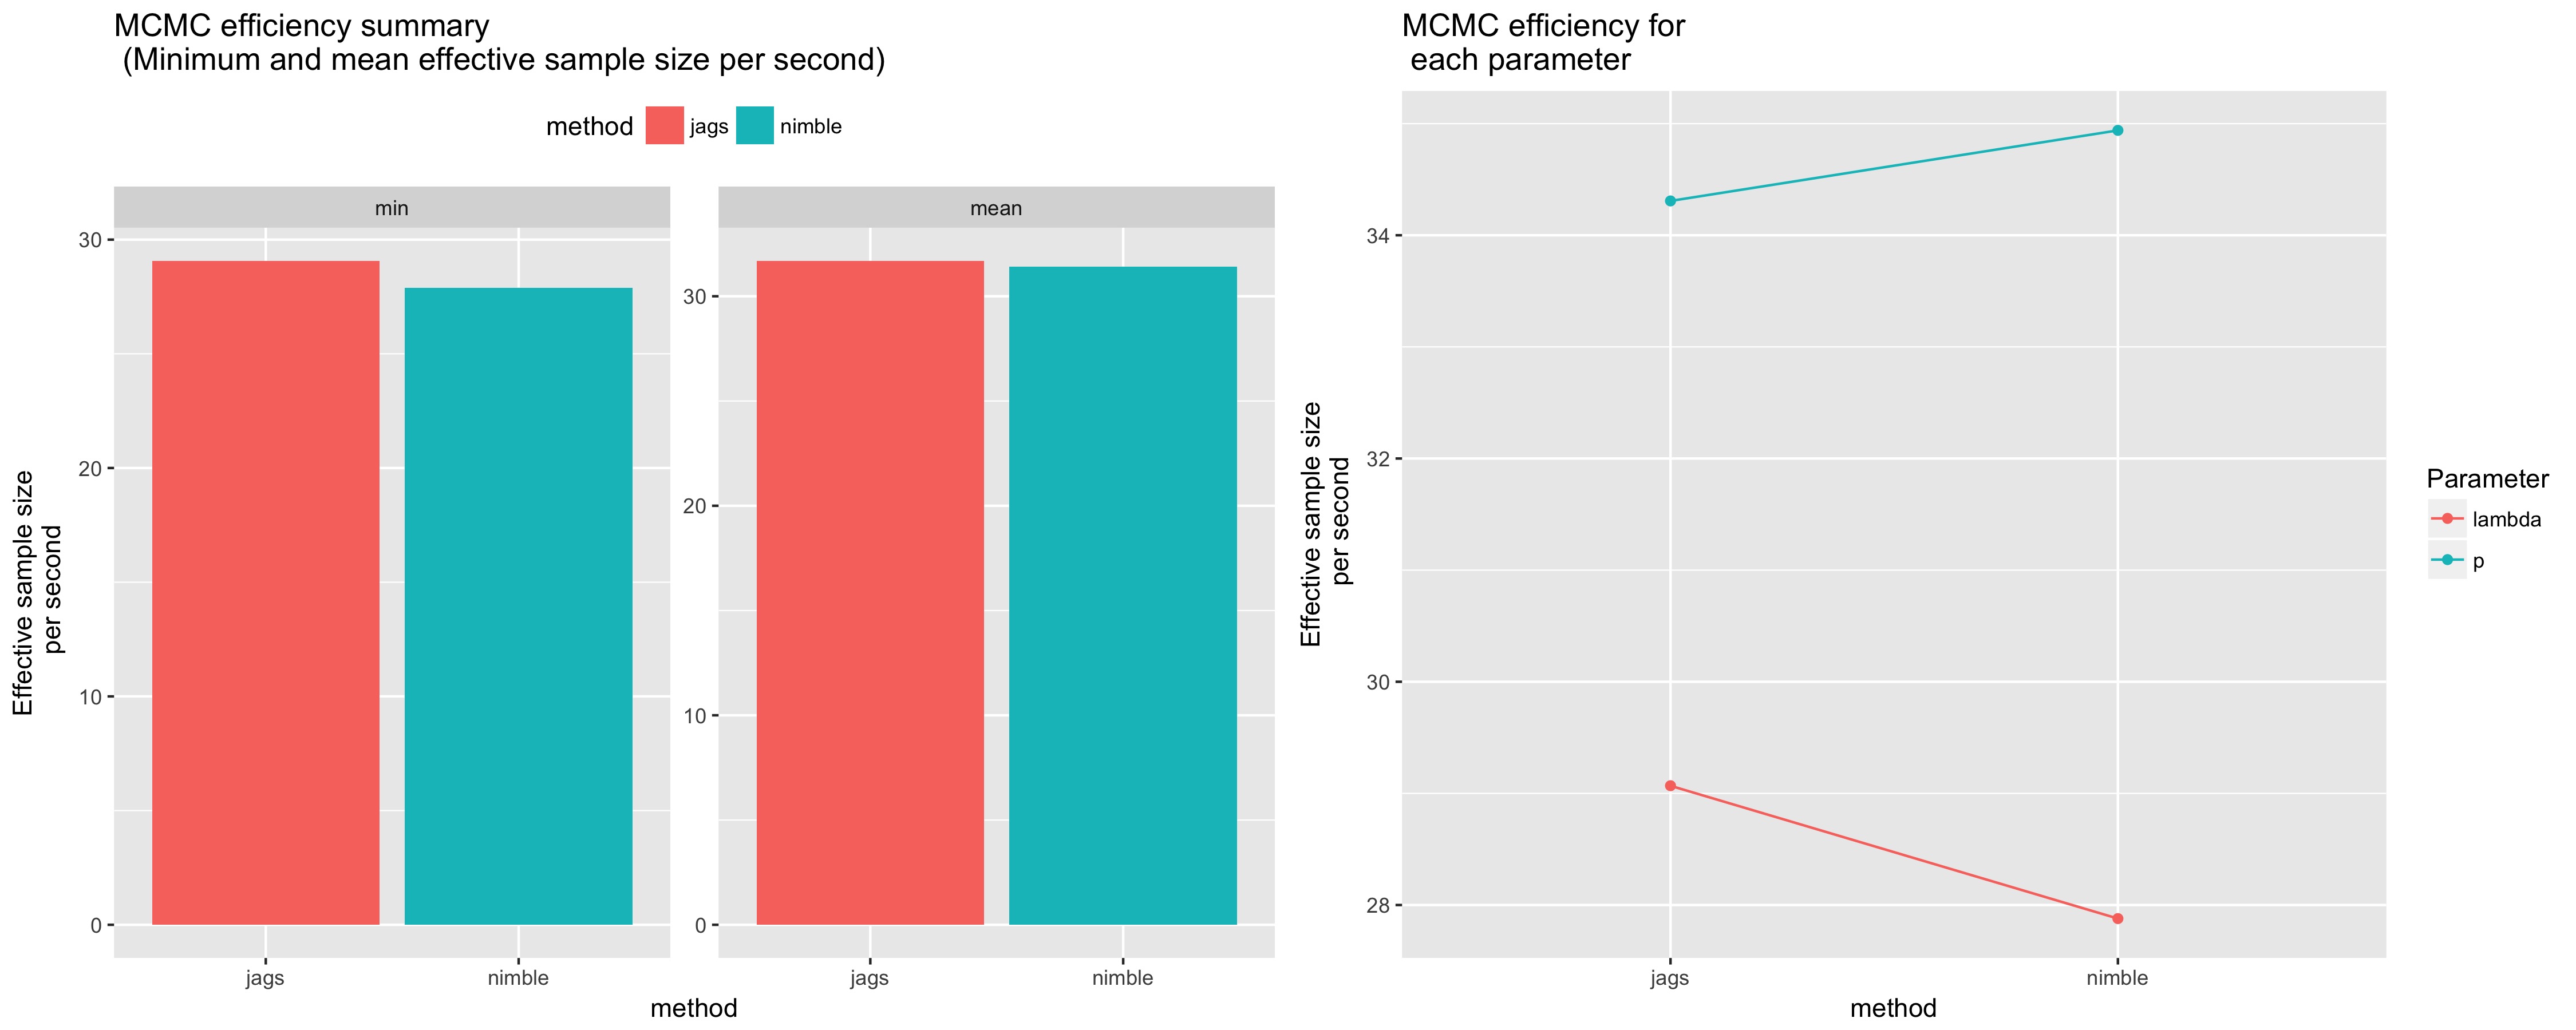 MCMC efficiency summary
(Minimum and mean effective sample size per second)
method jags nimble
min
mean
Effective sample size
per second
30
20
10
0
30
20
10
0
jags
nimble
jags
nimble
method
MCMC efficiency for
each parameter
Effective sample size
per second
34
32
30
28
jags
nimble
method
Parameter
lambda
p